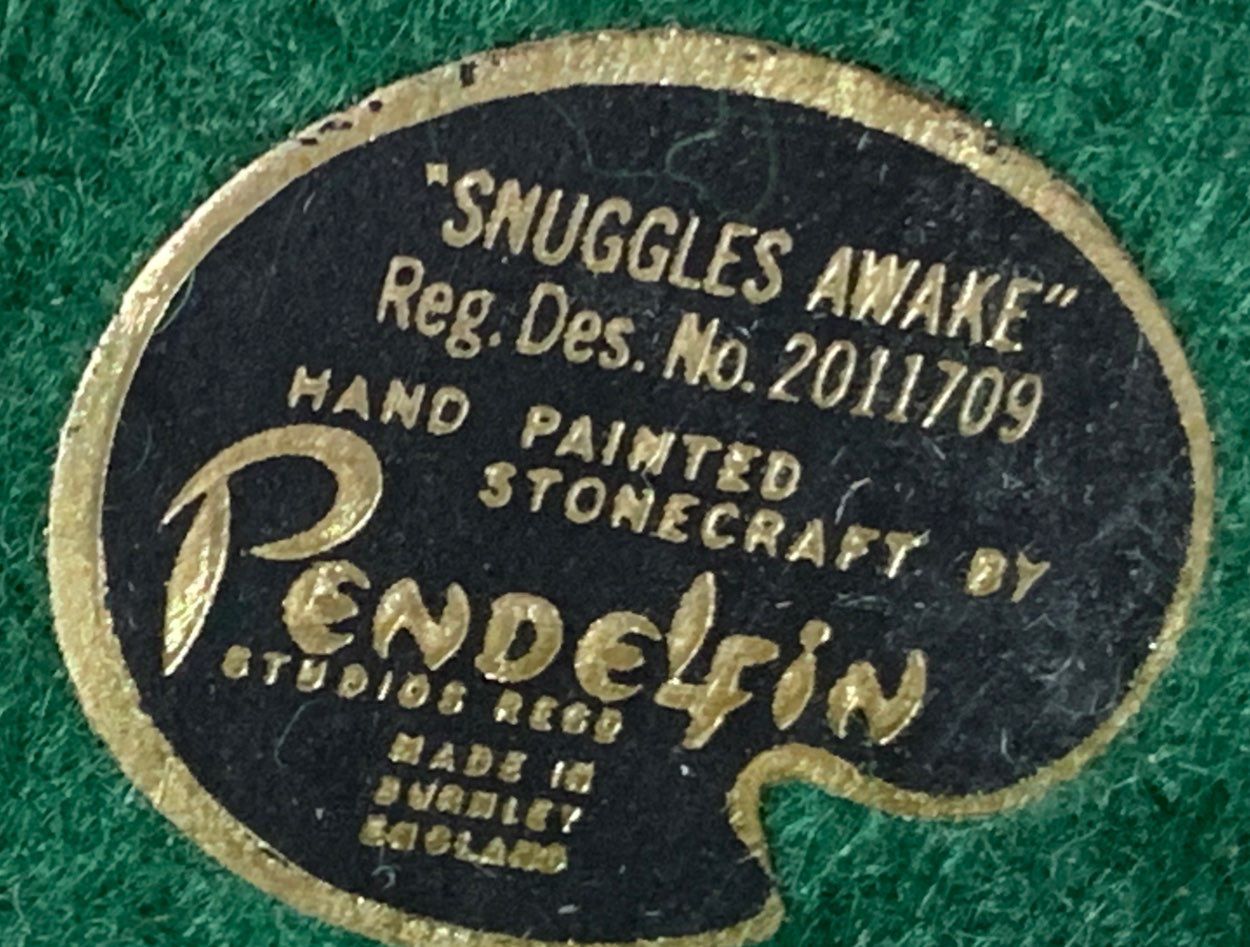 "SNUGGLES AWAKE"
Reg. Des. No. 2011709
HAND PAINTED
STONECRAFT BY
PENDELFIN
STUDIOS REGD
MADE IN
BURNLEY
ENGLAND